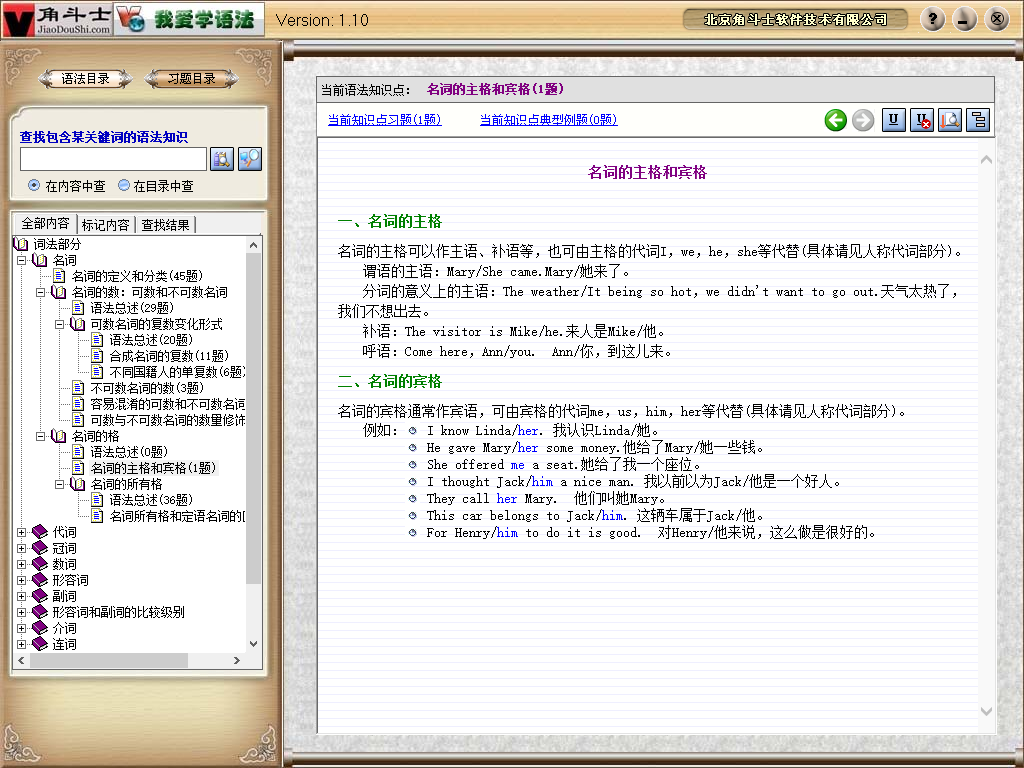 角斗士
JiaoDouShi.com
我爱学语法
Version: 1.10
北京角斗士软件技术有限公司
语法目录
习题目录
查找包含某关键词的语法知识
在内容中查
在目录中查
全部内容
标记内容
查找结果
词法部分
名词
名词的定义和分类(45题)
名词的数: 可数和不可数名词
语法总述(29题)
可数名词的复数变化形式
语法总述(20题)
合成名词的复数(11题)
不同国籍人的单复数(6题)
不可数名词的数(3题)
容易混淆的可数和不可数名词
可数与不可数名词的数量修饰
名词的格
语法总述(0题)
名词的主格和宾格(1题)
名词的所有格
语法总述(36题)
名词所有格和定语名词的
代词
冠词
数词
形容词
副词
形容词和副词的比较级别
介词
连词
当前语法知识点: 名词的主格和宾格(1题)
当前知识点习题(1题)
当前知识点典型例题(0题)
名词的主格和宾格
一、名词的主格
名词的主格可以作主语、补语等，也可由主格的代词I，we，he，she等代替(具体请见人称代词部分)。
谓语的主语: Mary/She came.Mary/她来了。
分词的意义上的主语: The weather/It being so hot, we didn't want to go out.天气太热了，
我们不想出去。
补语: The visitor is Mike/he.来人是Mike/他。
呼语: Come here, Ann/you. Ann/你，到这儿来。
二、名词的宾格
名词的宾格通常作宾语，可由宾格的代词me，us，him，her等代替(具体请见人称代词部分)。
例如: I know Linda/her. 我认识Linda/她。
He gave Mary/her some money.他给了Mary/她一些钱。
She offered me a seat.她给了我一个座位。
I thought Jack/him a nice man. 我以前以为Jack/他是一个好人。
They call her Mary. 他们叫她Mary。
This car belongs to Jack/him. 这辆车属于Jack/他。
For Henry/him to do it is good. 对Henry/他来说，这么做是很好的。